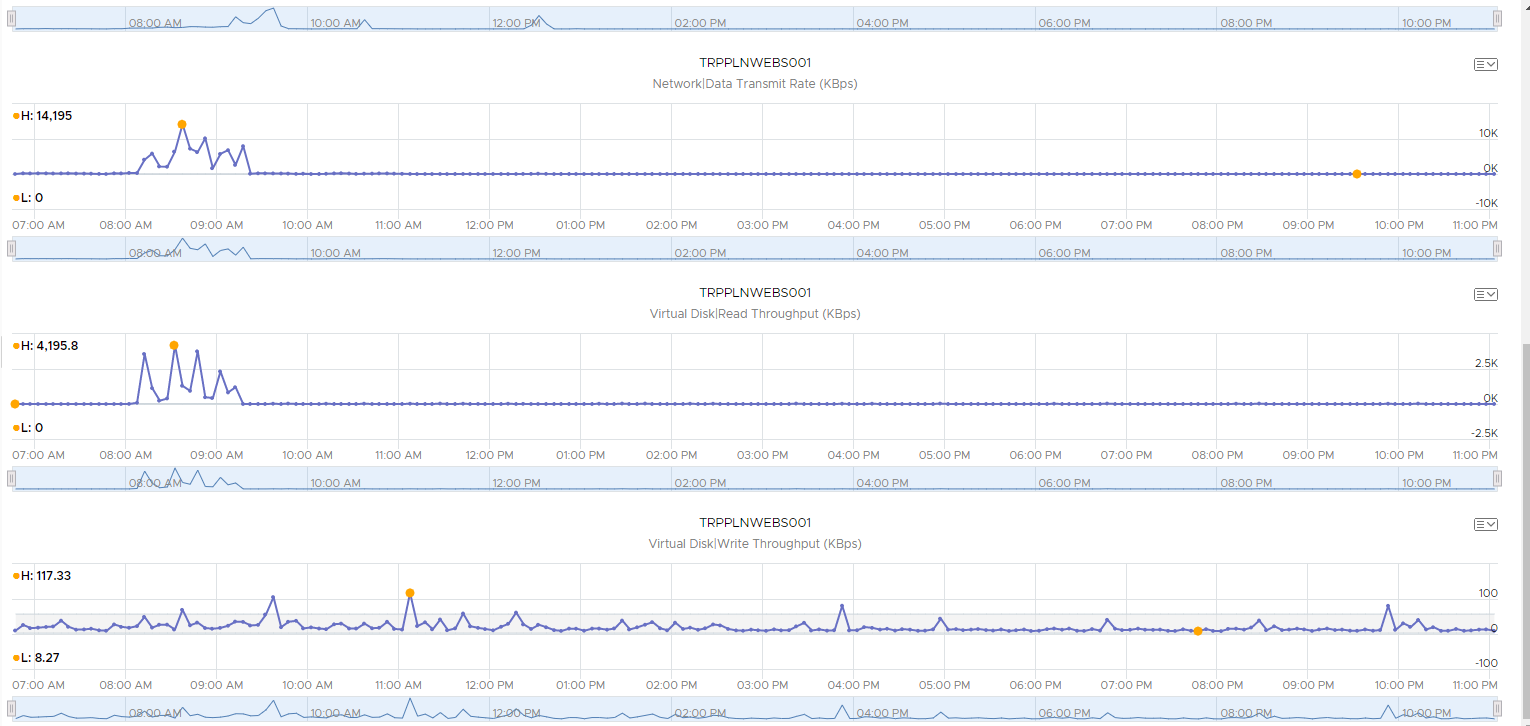 08:00 AM 10:00 AM 12:00 PM 02:00 PM 04:00 PM 06:00 PM 08:00 PM 10:00 PM
TRPPLNWEBS001
Network|Data Transmit Rate (KBps)
H: 14,195
10K
0K
L: 0
-10K
07:00 AM 08:00 AM 09:00 AM 10:00 AM 11:00 AM 12:00 PM 01:00 PM 02:00 PM 03:00 PM 04:00 PM 05:00 PM 06:00 PM 07:00 PM 08:00 PM 09:00 PM 10:00 PM 11:00 PM
08:00 AM 10:00 AM 12:00 PM 02:00 PM 04:00 PM 06:00 PM 08:00 PM 10:00 PM
TRPPLNWEBS001
Virtual Disk|Read Throughput (KBps)
H: 4,195.8
2.5K
0K
L: 0
-2.5K
07:00 AM 08:00 AM 09:00 AM 10:00 AM 11:00 AM 12:00 PM 01:00 PM 02:00 PM 03:00 PM 04:00 PM 05:00 PM 06:00 PM 07:00 PM 08:00 PM 09:00 PM 10:00 PM 11:00 PM
08:00 AM 10:00 AM 12:00 PM 02:00 PM 04:00 PM 06:00 PM 08:00 PM 10:00 PM
TRPPLNWEBS001
Virtual Disk|Write Throughput (KBps)
H: 117.33
100
0
L: 8.27
-100
07:00 AM 08:00 AM 09:00 AM 10:00 AM 11:00 AM 12:00 PM 01:00 PM 02:00 PM 03:00 PM 04:00 PM 05:00 PM 06:00 PM 07:00 PM 08:00 PM 09:00 PM 10:00 PM 11:00 PM
08:00 AM 10:00 AM 12:00 PM 02:00 PM 04:00 PM 06:00 PM 08:00 PM 10:00 PM